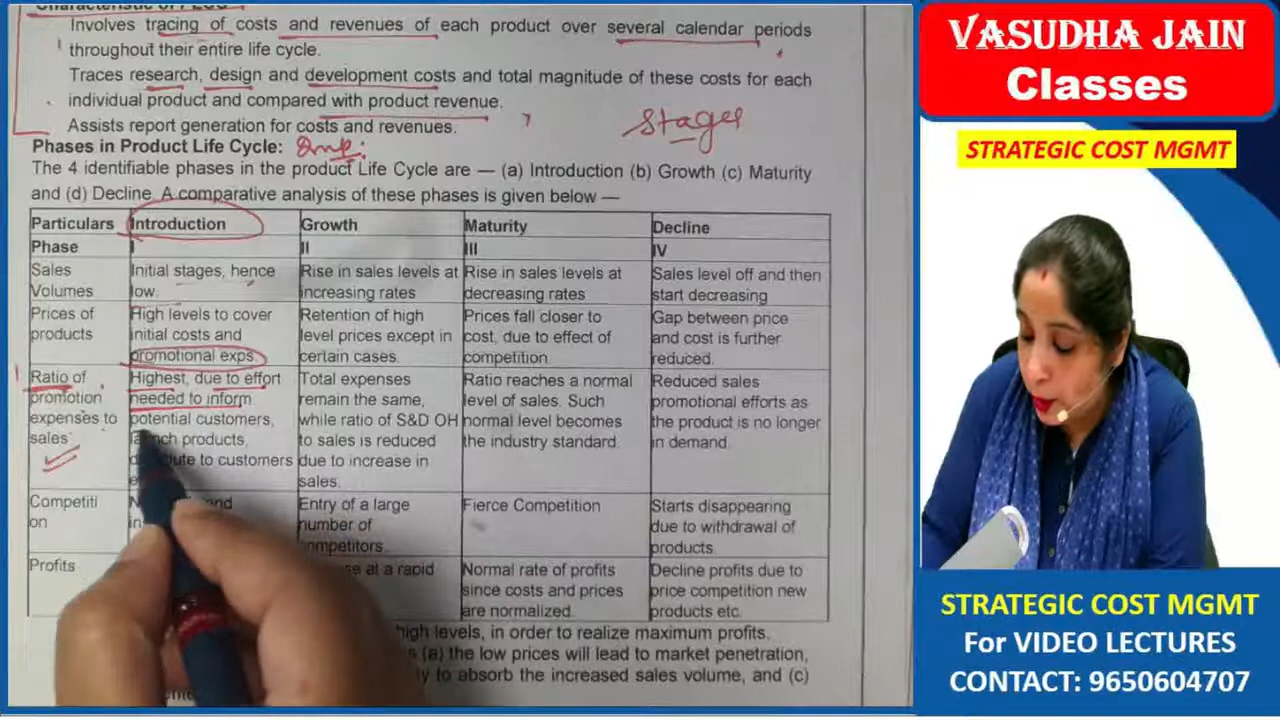 Characteristic of PLCC
Involves tracing of costs and revenues of each product over several calendar periods
throughout their entire life cycle.
Traces research, design and development costs and total magnitude of these costs for each
individual product and compared with product revenue.
Assists report generation for costs and revenues.
Stages
Phases in Product Life Cycle: Imp:
The 4 identifiable phases in the product Life Cycle are — (a) Introduction (b) Growth (c) Maturity
and (d) Decline. A comparative analysis of these phases is given below —
Particulars Introduction Growth Maturity Decline
Phase I II III IV
Sales Initial stages, hence Rise in sales levels at Rise in sales levels at Sales level off and then
Volumes low. increasing rates decreasing rates start decreasing
Prices of High levels to cover Retention of high Prices fall closer to Gap between price
products initial costs and level prices except in cost, due to effect of and cost is further
promotional exps. certain cases. competition reduced.
Ratio of Highest, due to effort Total expenses Ratio reaches a normal Reduced sales
promotion needed to inform remain the same, level of sales. Such promotional efforts as
expenses to potential customers, while ratio of S&D OH normal level becomes the product is no longer
sales launch products, to sales is reduced the industry standard. in demand.
to customers due to increase in
sales.
Competiti and Entry of a large Fierce Competition Starts disappearing
on number of due to withdrawal of
competitors. products.
Profits at a rapid Normal rate of profits Decline profits due to
since costs and prices price competition new
are normalized. products etc.
high levels, in order to realize maximum profits.
(a) the low prices will lead to market penetration,
to absorb the increased sales volume, and (c)
VASUDHA JAIN
Classes
STRATEGIC COST MGMT
STRATEGIC COST MGMT
For VIDEO LECTURES
CONTACT: 9650604707